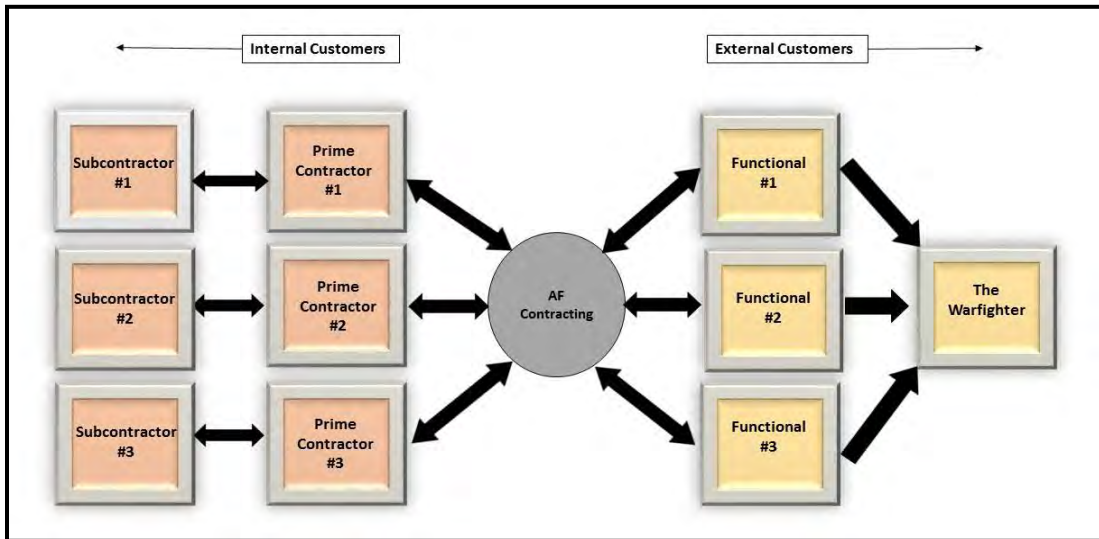 Internal Customers
External Customers
Subcontractor
#1
Prime
Contractor
#1
Functional
#1
Subcontractor
#2
Prime
Contractor
#2
AF
Contracting
Functional
#2
The
Warfighter
Subcontractor
#3
Prime
Contractor
#3
Functional
#3